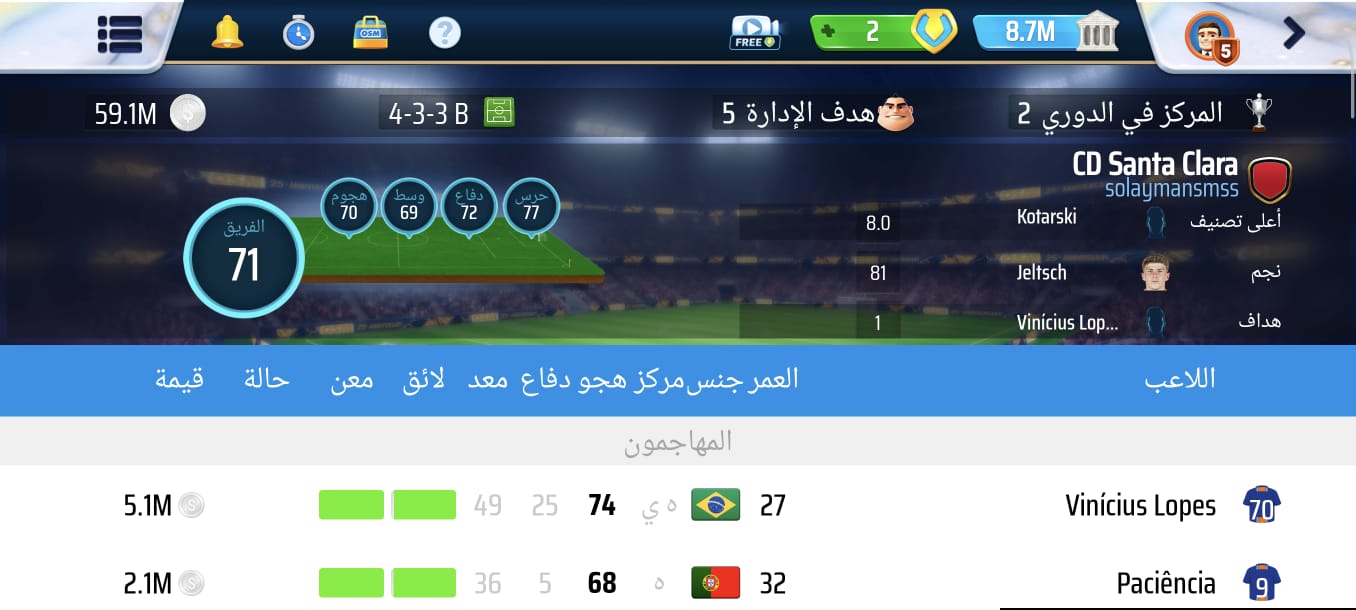 5 8.7M 2 FREE OSM ?
المركز في الدوري 2 هدف الإدارة 5 4-3-3 B 59.1M
CD Santa Clara
solaymansmss
أعلى تصنيف Kotarski 8.0
نجم Jeltsch 81
هداف Vinícius Lop... 1
حرس 77 دفاع 72 وسط 69 هجوم 70
الفريق 71
اللاعب العمر جنس مركز هجو دفاع معد لائق معن حالة قيمة
المهاجمون
70 Vinícius Lopes 27 ه ي 74 25 49 5.1M
9 Paciência 32 ه 68 5 36 2.1M